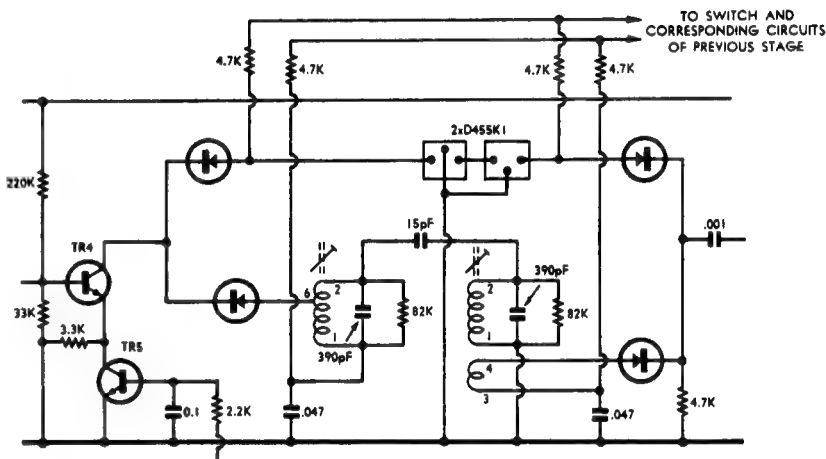 TO SWITCH AND
CORRESPONDING CIRCUITS
OF PREVIOUS STAGE
4.7K
4.7K
4.7K
4.7K
2xD455K1
220K
15pF
.001
TR4
390pF
6
2
2
82K
82K
33K
3.3K
1
1
390pF
TR5
4
3
0.1
2.2K
.047
.047
4.7K